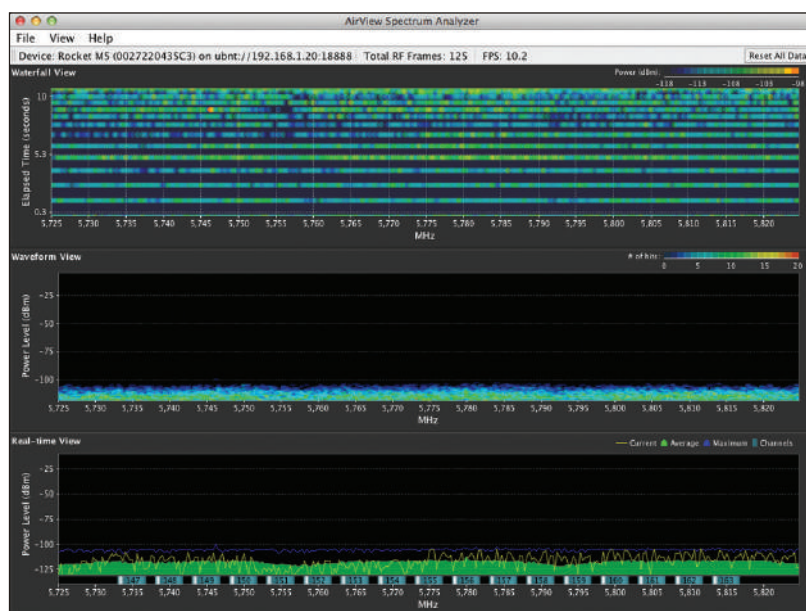 AirView Spectrum Analyzer
File View Help
Device: Rocket M5 (002722043SC3) on ubnt://192.168.1.20:18888 Total RF Frames: 125 FPS: 10.2 Reset All Data
Waterfall View Power (dBm): -118 -113 -108 -103 -98
Elapsed Time (seconds)
10
5.3
0.3
5,725 5,730 5,735 5,740 5,745 5,750 5,755 5,760 5,765 5,770 5,775 5,780 5,785 5,790 5,795 5,800 5,805 5,810 5,815 5,820
MHz
Waveform View # of hits: 0 5 10 15 20
Power Level (dBm)
-25
-50
-75
-100
5,725 5,730 5,735 5,740 5,745 5,750 5,755 5,760 5,765 5,770 5,775 5,780 5,785 5,790 5,795 5,800 5,805 5,810 5,815 5,820
MHz
Real-time View Current Average Maximum Channels
Power Level (dBm)
-25
-50
-75
-100
-125
147 148 149 150 151 152 153 154 155 156 157 158 159 160 161 162 163
5,725 5,730 5,735 5,740 5,745 5,750 5,755 5,760 5,765 5,770 5,775 5,780 5,785 5,790 5,795 5,800 5,805 5,810 5,815 5,820
MHz